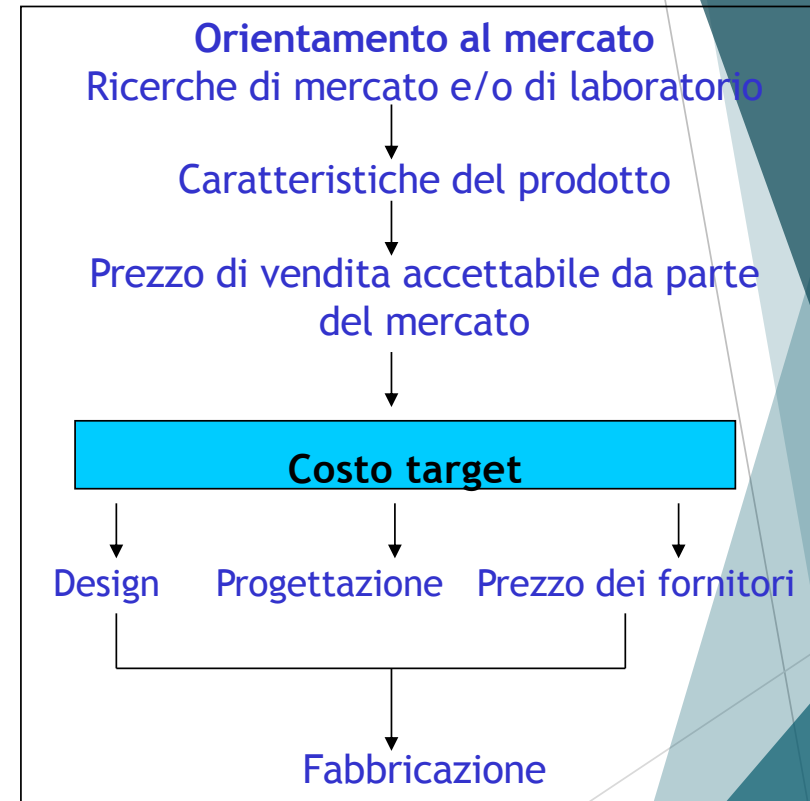 Orientamento al mercato
Ricerche di mercato e/o di laboratorio
Caratteristiche del prodotto
Prezzo di vendita accettabile da parte
del mercato
Costo target
Design Progettazione Prezzo dei fornitori
Fabbricazione